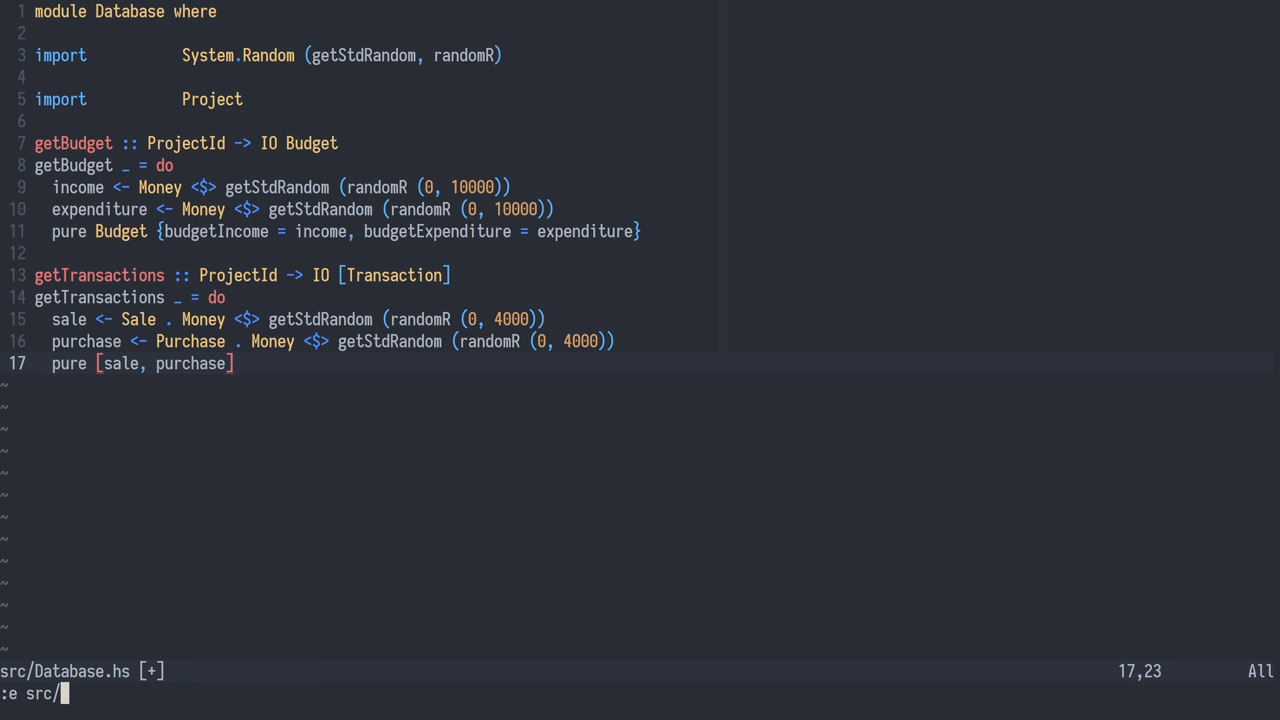 1 module Database where
2
3 import           System.Random (getStdRandom, randomR)
4
5 import           Project
6
7 getBudget :: ProjectId -> IO Budget
8 getBudget _ = do
9   income <- Money <$> getStdRandom (randomR (0, 10000))
10   expenditure <- Money <$> getStdRandom (randomR (0, 10000))
11   pure Budget {budgetIncome = income, budgetExpenditure = expenditure}
12
13 getTransactions :: ProjectId -> IO [Transaction]
14 getTransactions _ = do
15   sale <- Sale . Money <$> getStdRandom (randomR (0, 4000))
16   purchase <- Purchase . Money <$> getStdRandom (randomR (0, 4000))
17   pure [sale, purchase]
~
~
~
~
~
~
~
~
~
~
~
~
~
src/Database.hs [+] 17,23 All
:e src/